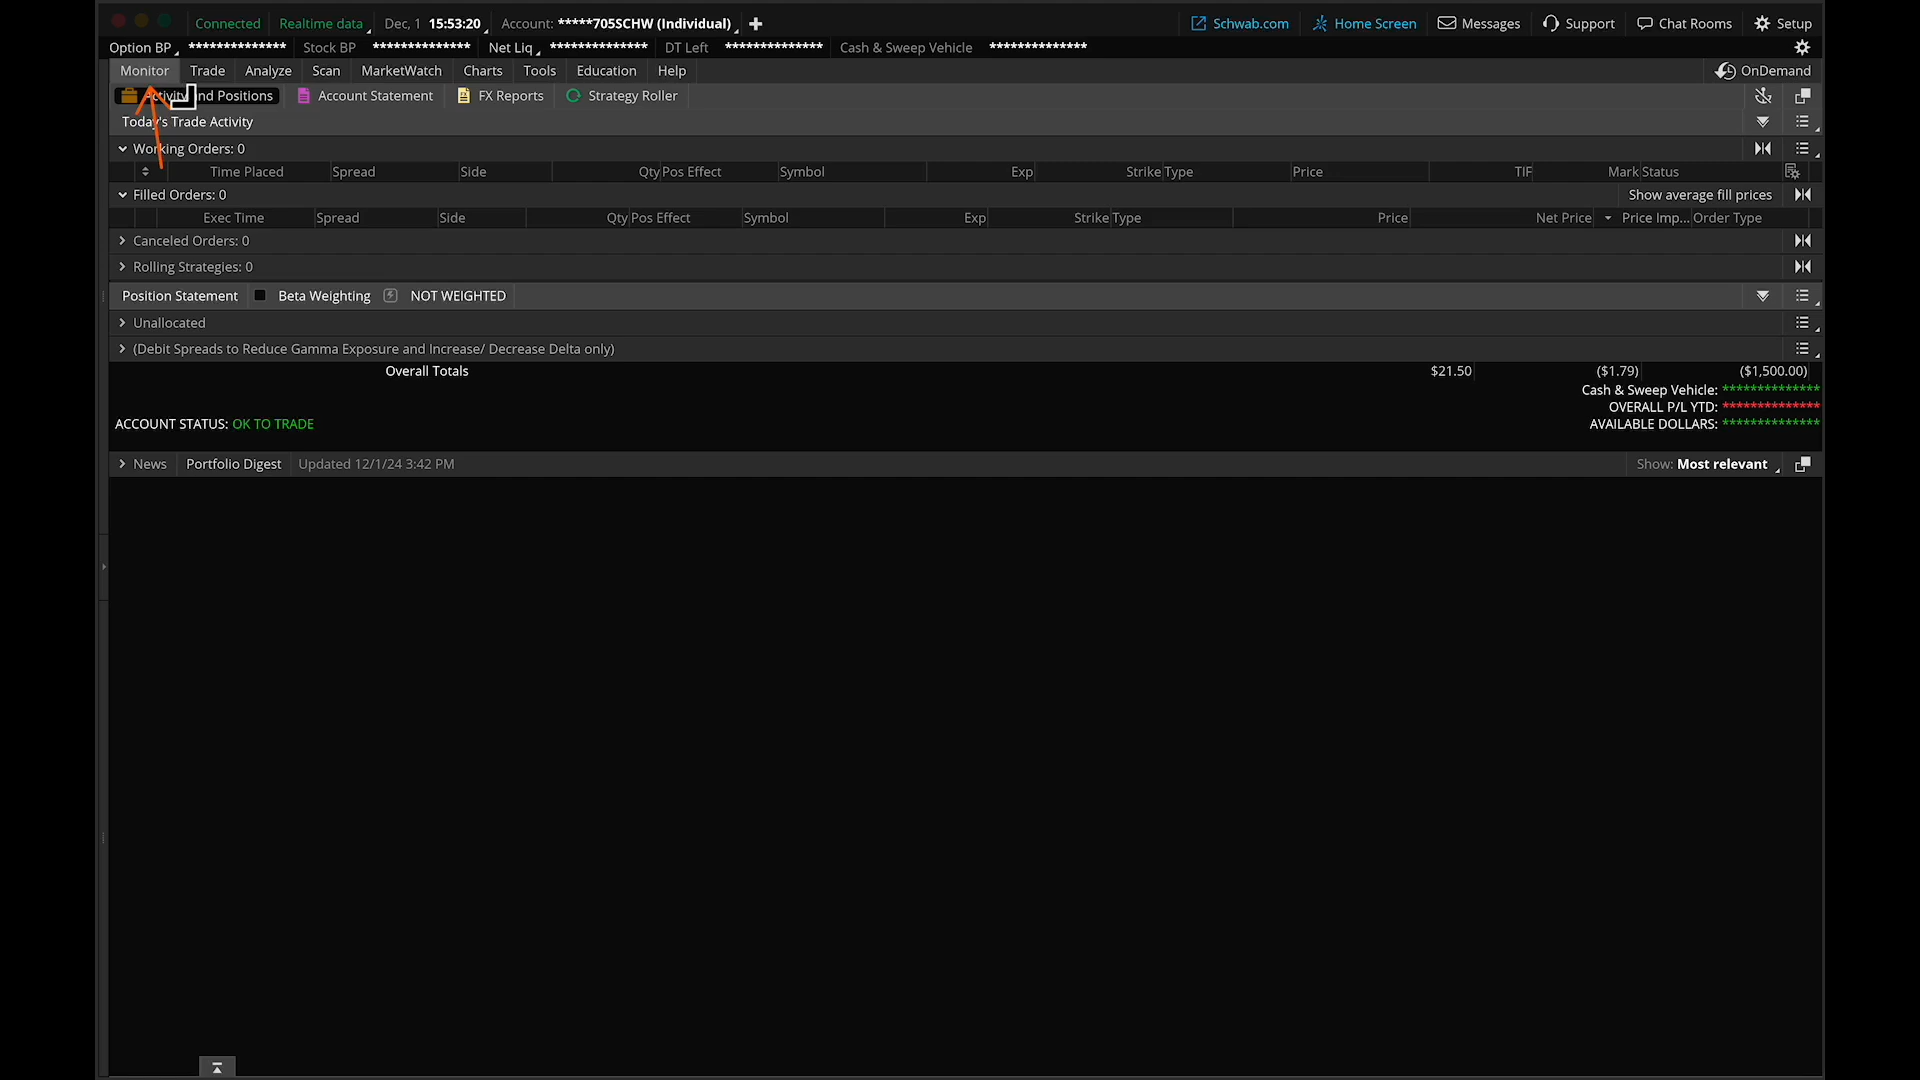 Connected Realtime data Dec, 1 15:53:20 Account: *****705SCHW (Individual) Schwab.com Home Screen Messages Support Chat Rooms Setup
Option BP ************** Stock BP ************** Net Liq ************** DT Left ************** Cash & Sweep Vehicle **************
Monitor Trade Analyze Scan MarketWatch Charts Tools Education Help OnDemand
Activity and Positions Account Statement FX Reports Strategy Roller
Today's Trade Activity
Working Orders: 0
Time Placed Spread Side Qty Pos Effect Symbol Exp Strike Type Price TIF Mark Status
Filled Orders: 0 Show average fill prices
Exec Time Spread Side Qty Pos Effect Symbol Exp Strike Type Price Net Price Price Imp... Order Type
Canceled Orders: 0
Rolling Strategies: 0
Position Statement Beta Weighting NOT WEIGHTED
Unallocated
(Debit Spreads to Reduce Gamma Exposure and Increase/ Decrease Delta only)
Overall Totals $21.50 ($1.79) ($1,500.00)
Cash & Sweep Vehicle: **************
OVERALL P/L YTD: **************
ACCOUNT STATUS: OK TO TRADE AVAILABLE DOLLARS: **************
News Portfolio Digest Updated 12/1/24 3:42 PM Show: Most relevant